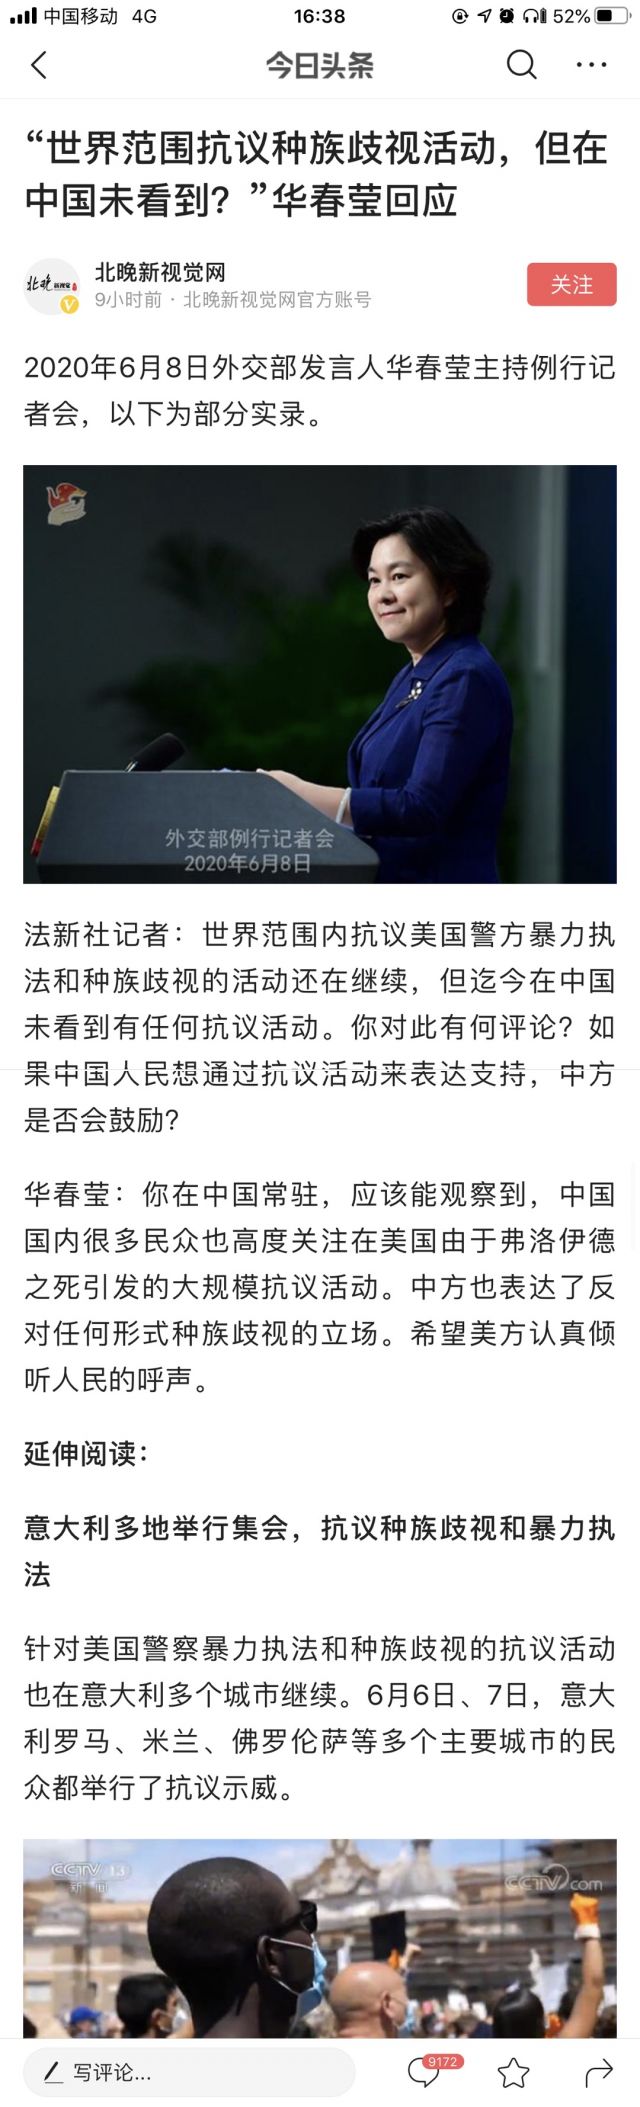 中国移动 4G 16:38 52%
今日头条
“世界范围抗议种族歧视活动，但在
中国未看到？”华春莹回应
北晚新视觉网
9小时前 · 北晚新视觉网官方账号
关注
2020年6月8日外交部发言人华春莹主持例行记
者会，以下为部分实录。
外交部例行记者会
2020年6月8日
法新社记者：世界范围内抗议美国警方暴力执
法和种族歧视的活动还在继续，但迄今在中国
未看到有任何抗议活动。你对此有何评论？如
果中国人民想通过抗议活动来表达支持，中方
是否会鼓励？
华春莹：你在中国常驻，应该能观察到，中国
国内很多民众也高度关注在美国由于弗洛伊德
之死引发的大规模抗议活动。中方也表达了反
对任何形式种族歧视的立场。希望美方认真倾
听人民的呼声。
延伸阅读：
意大利多地举行集会，抗议种族歧视和暴力执
法
针对美国警察暴力执法和种族歧视的抗议活动
也在意大利多个城市继续。6月6日、7日，意大
利罗马、米兰、佛罗伦萨等多个主要城市的民
众都举行了抗议示威。
CCTV 13
新闻
CCTV.com
写评论...
9172